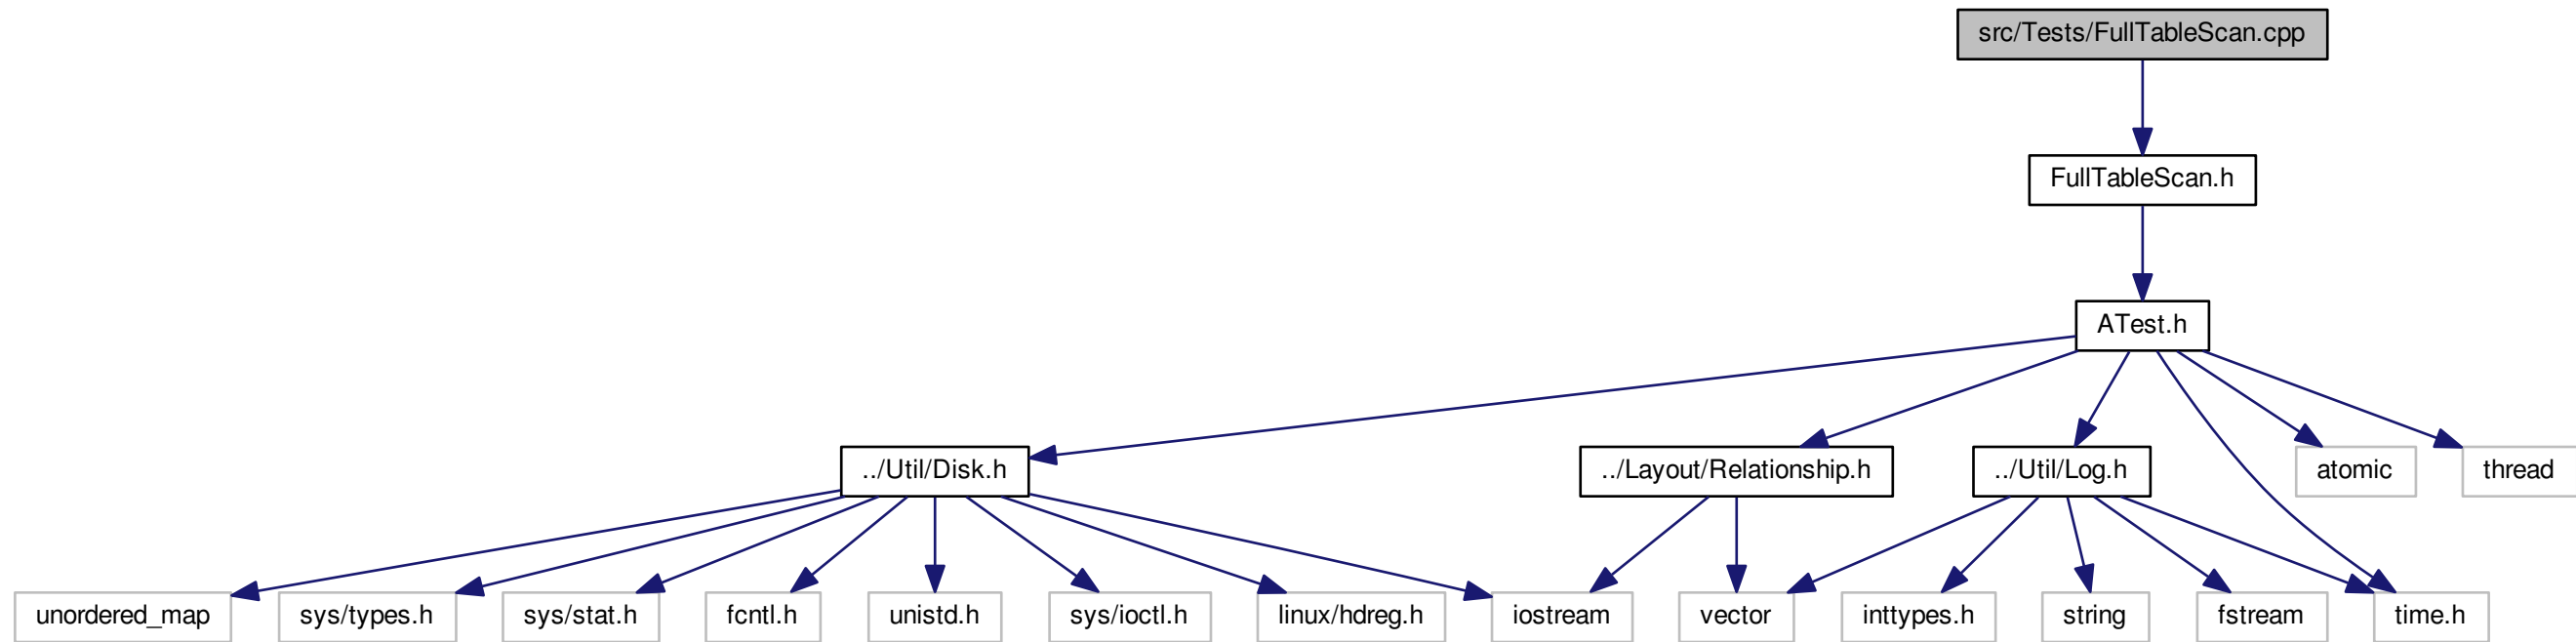 src/Tests/FullTableScan.cpp
FullTableScan.h
ATest.h
../Util/Disk.h
../Layout/Relationship.h
../Util/Log.h
atomic
thread
unordered_map
sys/types.h
sys/stat.h
fcntl.h
unistd.h
sys/ioctl.h
linux/hdreg.h
iostream
vector
inttypes.h
string
fstream
time.h